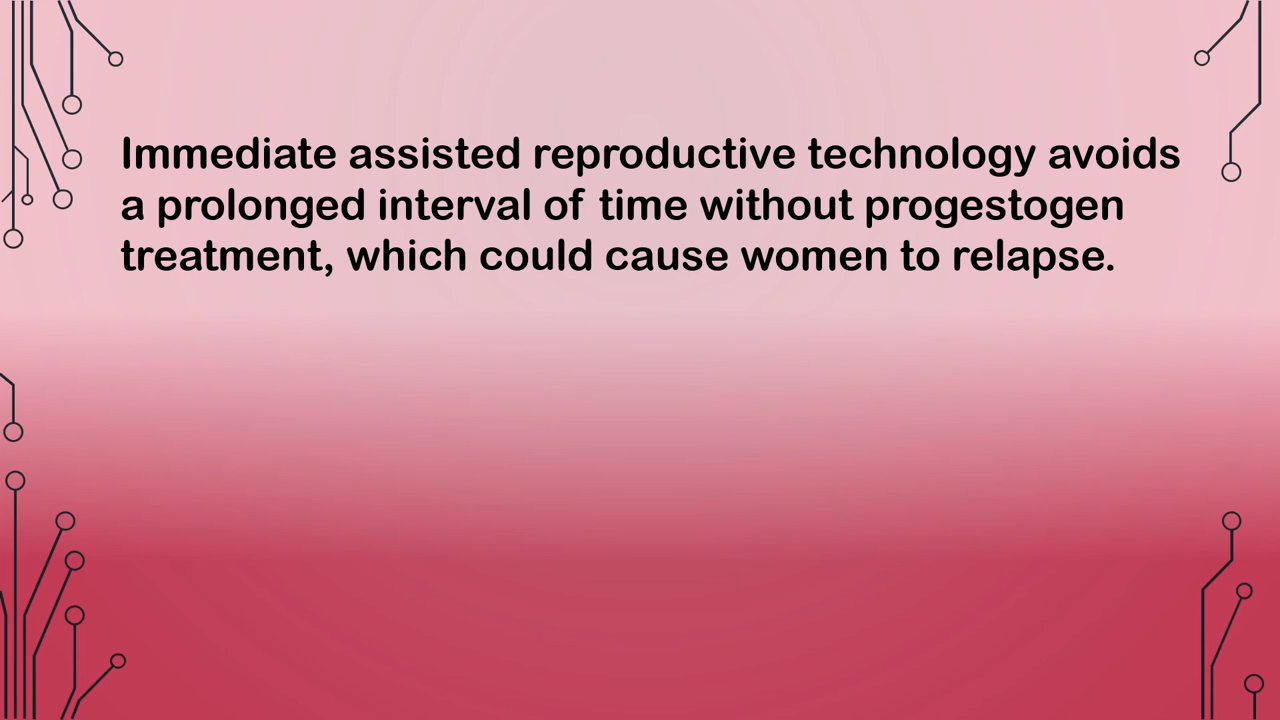 Immediate assisted reproductive technology avoids
a prolonged interval of time without progestogen
treatment, which could cause women to relapse.